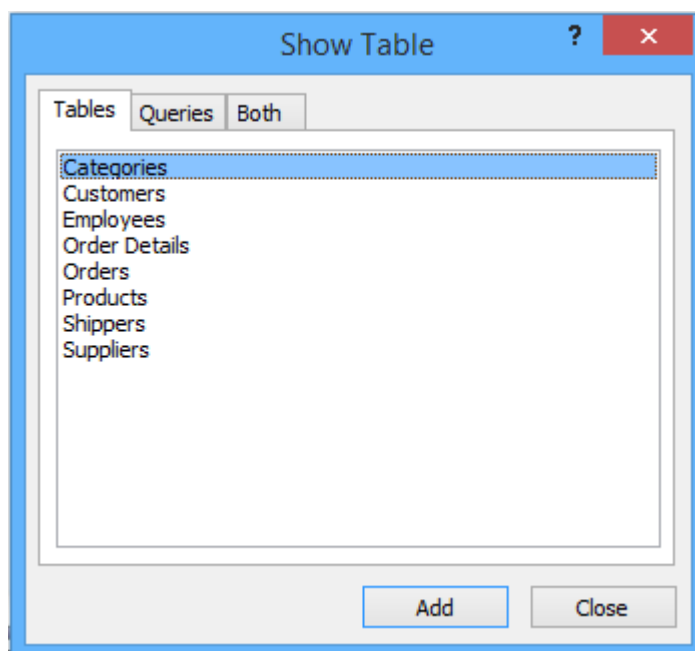 Show Table
?
×
Tables Queries Both
Categories
Customers
Employees
Order Details
Orders
Products
Shippers
Suppliers
Add Close